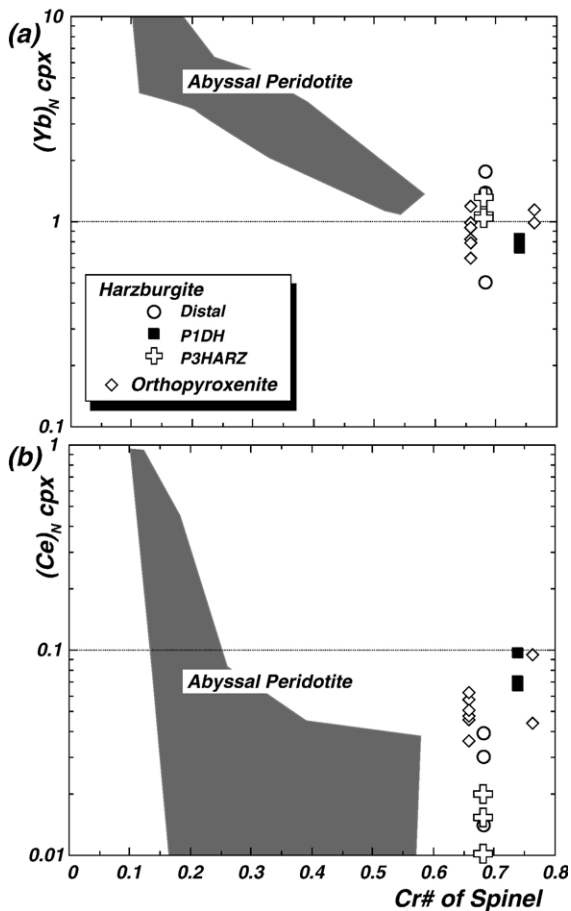 (a)
10
(Yb)N cpx
Abyssal Peridotite
1
Harzburgite
Distal
P1DH
P3HARZ
Orthopyroxenite
0.1
(b)
1
(Ce)N cpx
0.1
Abyssal Peridotite
0.01
0 0.1 0.2 0.3 0.4 0.5 0.6 0.7 0.8
Cr# of Spinel